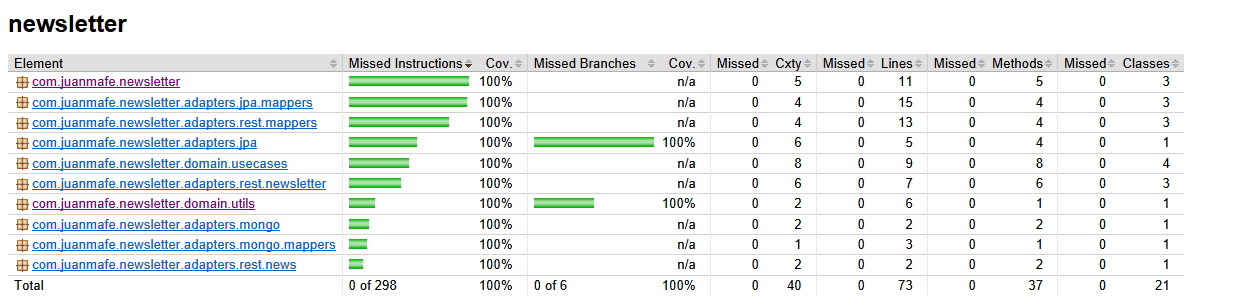 newsletter
Element Missed Instructions Cov. Missed Branches Cov. Missed Cxty Missed Lines Missed Methods Missed Classes
com.juanmafe.newsletter 100% n/a 0 5 0 11 0 5 0 3
com.juanmafe.newsletter.adapters.jpa.mappers 100% n/a 0 4 0 15 0 4 0 3
com.juanmafe.newsletter.adapters.rest.mappers 100% n/a 0 4 0 13 0 4 0 3
com.juanmafe.newsletter.adapters.jpa 100% 100% 0 6 0 5 0 4 0 1
com.juanmafe.newsletter.domain.usecases 100% n/a 0 8 0 9 0 8 0 4
com.juanmafe.newsletter.adapters.rest.newsletter 100% n/a 0 6 0 7 0 6 0 3
com.juanmafe.newsletter.domain.utils 100% 100% 0 2 0 6 0 1 0 1
com.juanmafe.newsletter.adapters.mongo 100% n/a 0 2 0 2 0 2 0 1
com.juanmafe.newsletter.adapters.mongo.mappers 100% n/a 0 1 0 3 0 1 0 1
com.juanmafe.newsletter.adapters.rest.news 100% n/a 0 2 0 2 0 2 0 1
Total 0 of 298 100% 0 of 6 100% 0 40 0 73 0 37 0 21